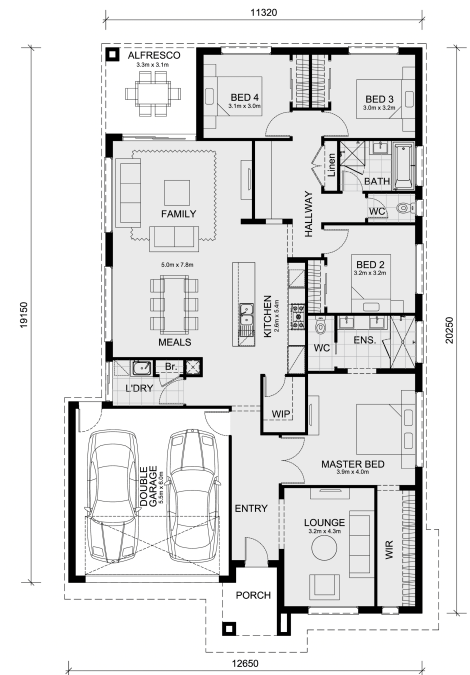 11320
ALFRESCO
3.3m x 3.1m
BED 4
3.1m x 3.0m
BED 3
3.0m x 3.2m
Linen
BATH
WC
HALLWAY
FAMILY
5.0m x 7.8m
BED 2
3.2m x 3.2m
KITCHEN
2.6m x 5.4m
MEALS
WC
ENS.
Br.
L'DRY
WIP
MASTER BED
3.9m x 4.0m
DOUBLE
GARAGE
5.5m x 6.0m
ENTRY
LOUNGE
3.2m x 4.3m
WIR
PORCH
19150
20250
12650